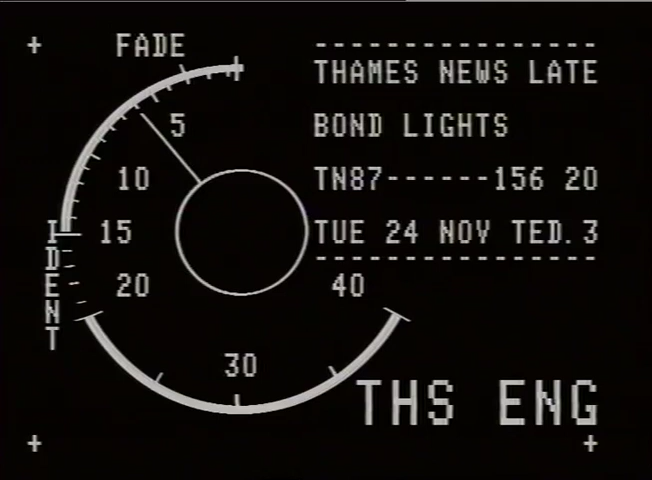 FADE
----------------
THAMES NEWS LATE
BOND LIGHTS
TN87------156 20
TUE 24 NOV TED.3
----------------
5
10
15
20
30
40
IDENT
THS ENG